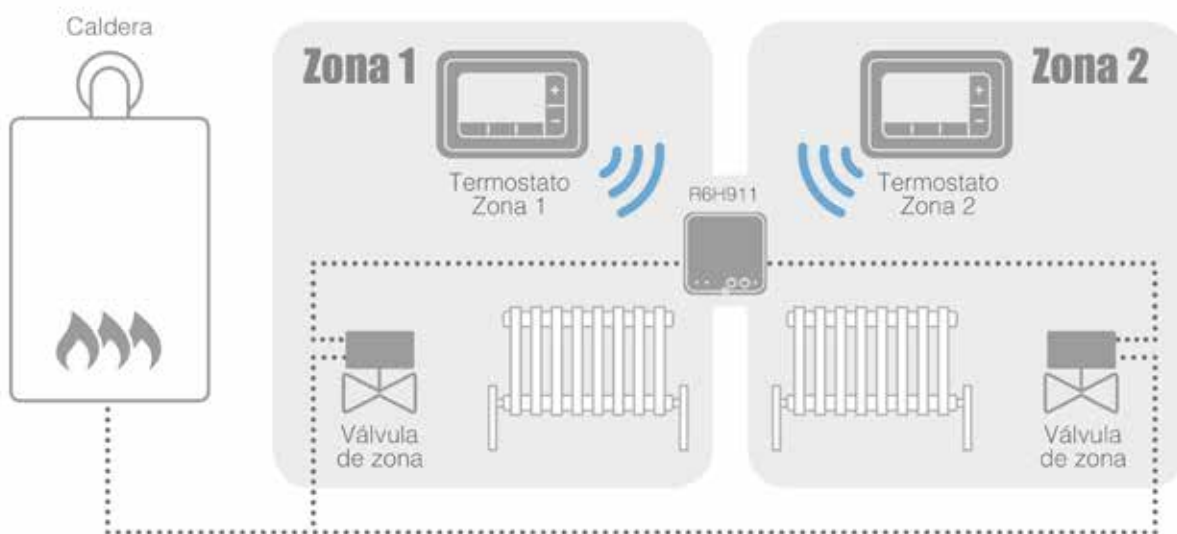 Caldera
Zona 1
Termostato
Zona 1
+
−
R6H911
Zona 2
Termostato
Zona 2
+
−
Válvula
de zona
Válvula
de zona